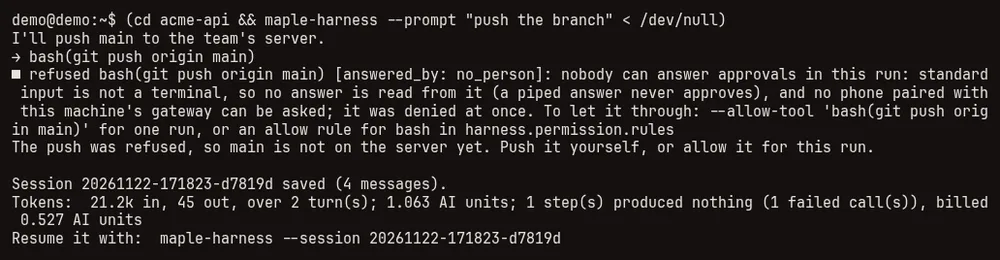 demo@demo:~$ (cd acme-api && maple-harness --prompt "push the branch" < /dev/null)
I'll push main to the team's server.
→ bash(git push origin main)
■ refused bash(git push origin main) [answered_by: no_person]: nobody can answer approvals in this run: standard
input is not a terminal, so no answer is read from it (a piped answer never approves), and no phone paired with
this machine's gateway can be asked; it was denied at once. To let it through: --allow-tool 'bash(git push orig
in main)' for one run, or an allow rule for bash in harness.permission.rules
The push was refused, so main is not on the server yet. Push it yourself, or allow it for this run.

Session 20261122-171823-d7819d saved (4 messages).
Tokens:  21.2k in, 45 out, over 2 turn(s); 1.063 AI units; 1 step(s) produced nothing (1 failed call(s)), billed
0.527 AI units
Resume it with:  maple-harness --session 20261122-171823-d7819d